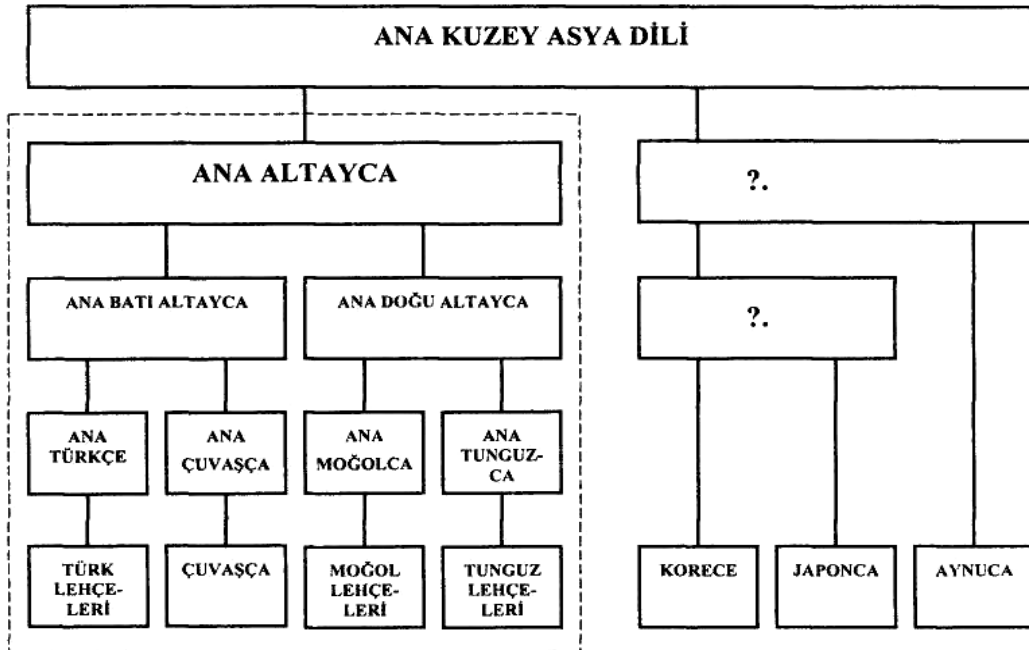 ANA KUZEY ASYA DİLİ
ANA ALTAYCA
?.
ANA BATI ALTAYCA
ANA DOĞU ALTAYCA
?.
ANA
TÜRKÇE
ANA
ÇUVAŞÇA
ANA
MOĞOLCA
ANA
TUNGUZ-
CA
TÜRK
LEHÇE-
LERİ
ÇUVAŞÇA
MOĞOL
LEHÇE-
LERİ
TUNGUZ
LEHÇE-
LERİ
KORECE
JAPONCA
AYNUCA